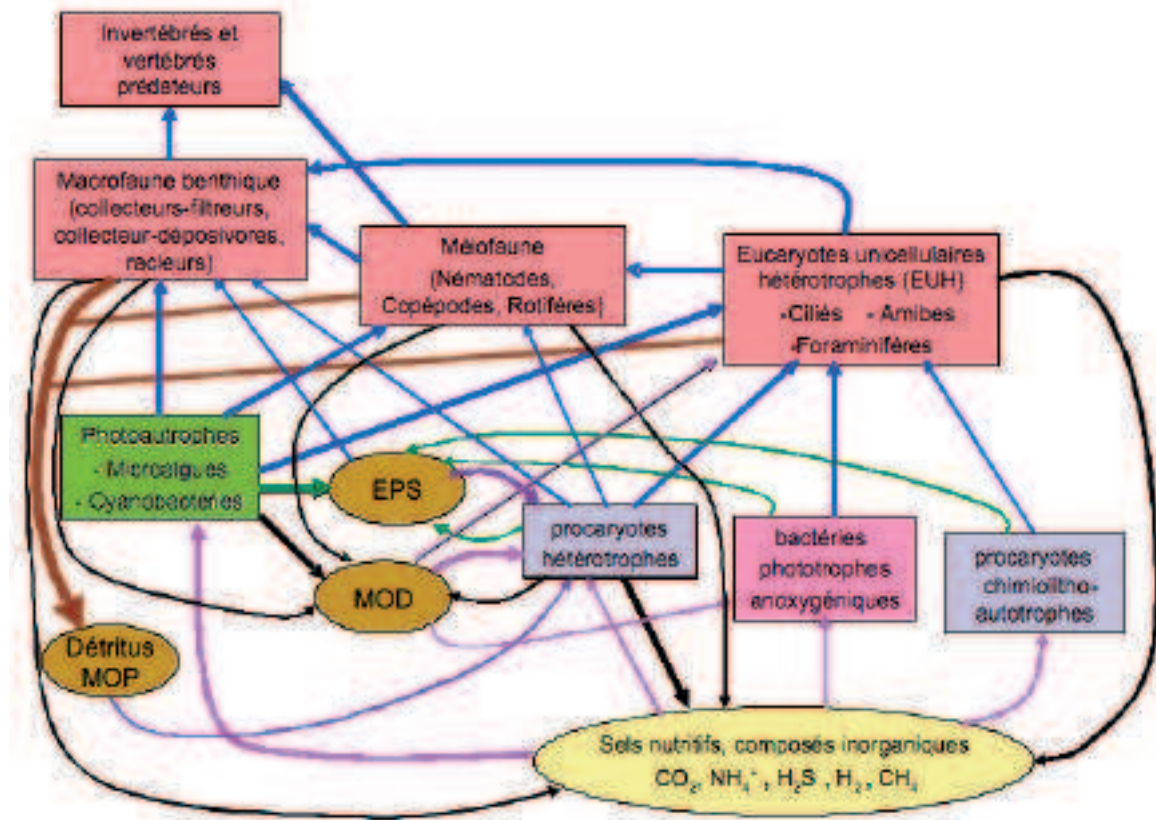 Invertébrés et
vertébrés
prédateurs
Macrofaune benthique
(collecteurs-filtreurs,
collecteur-déposivores,
racleurs)
Méiofaune
(Nématodes,
Copépodes, Rotifères)
Eucaryotes unicellulaires
hétérotrophes (EUH)
-Ciliés - Amibes
-Foraminifères
Photoautrophes
- Microalgues
- Cyanobacteries
EPS
procaryotes
hétérotrophes
bactéries
phototrophes
anoxygéniques
procaryotes
chimiolitho-
autotrophes
MOD
Détritus
MOP
Sels nutritifs, composés inorganiques
CO₂, NH₄⁺, H₂S, H₂, CH₄